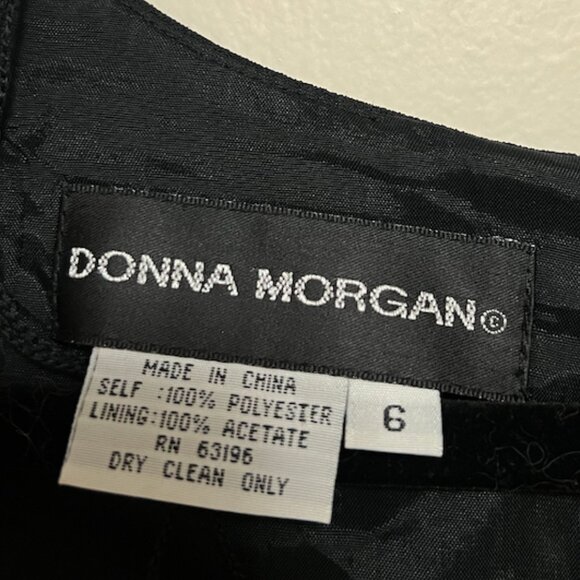 DONNA MORGAN©
MADE IN CHINA
SELF :100% POLYESTER
LINING:100% ACETATE
RN 63196
DRY CLEAN ONLY
6